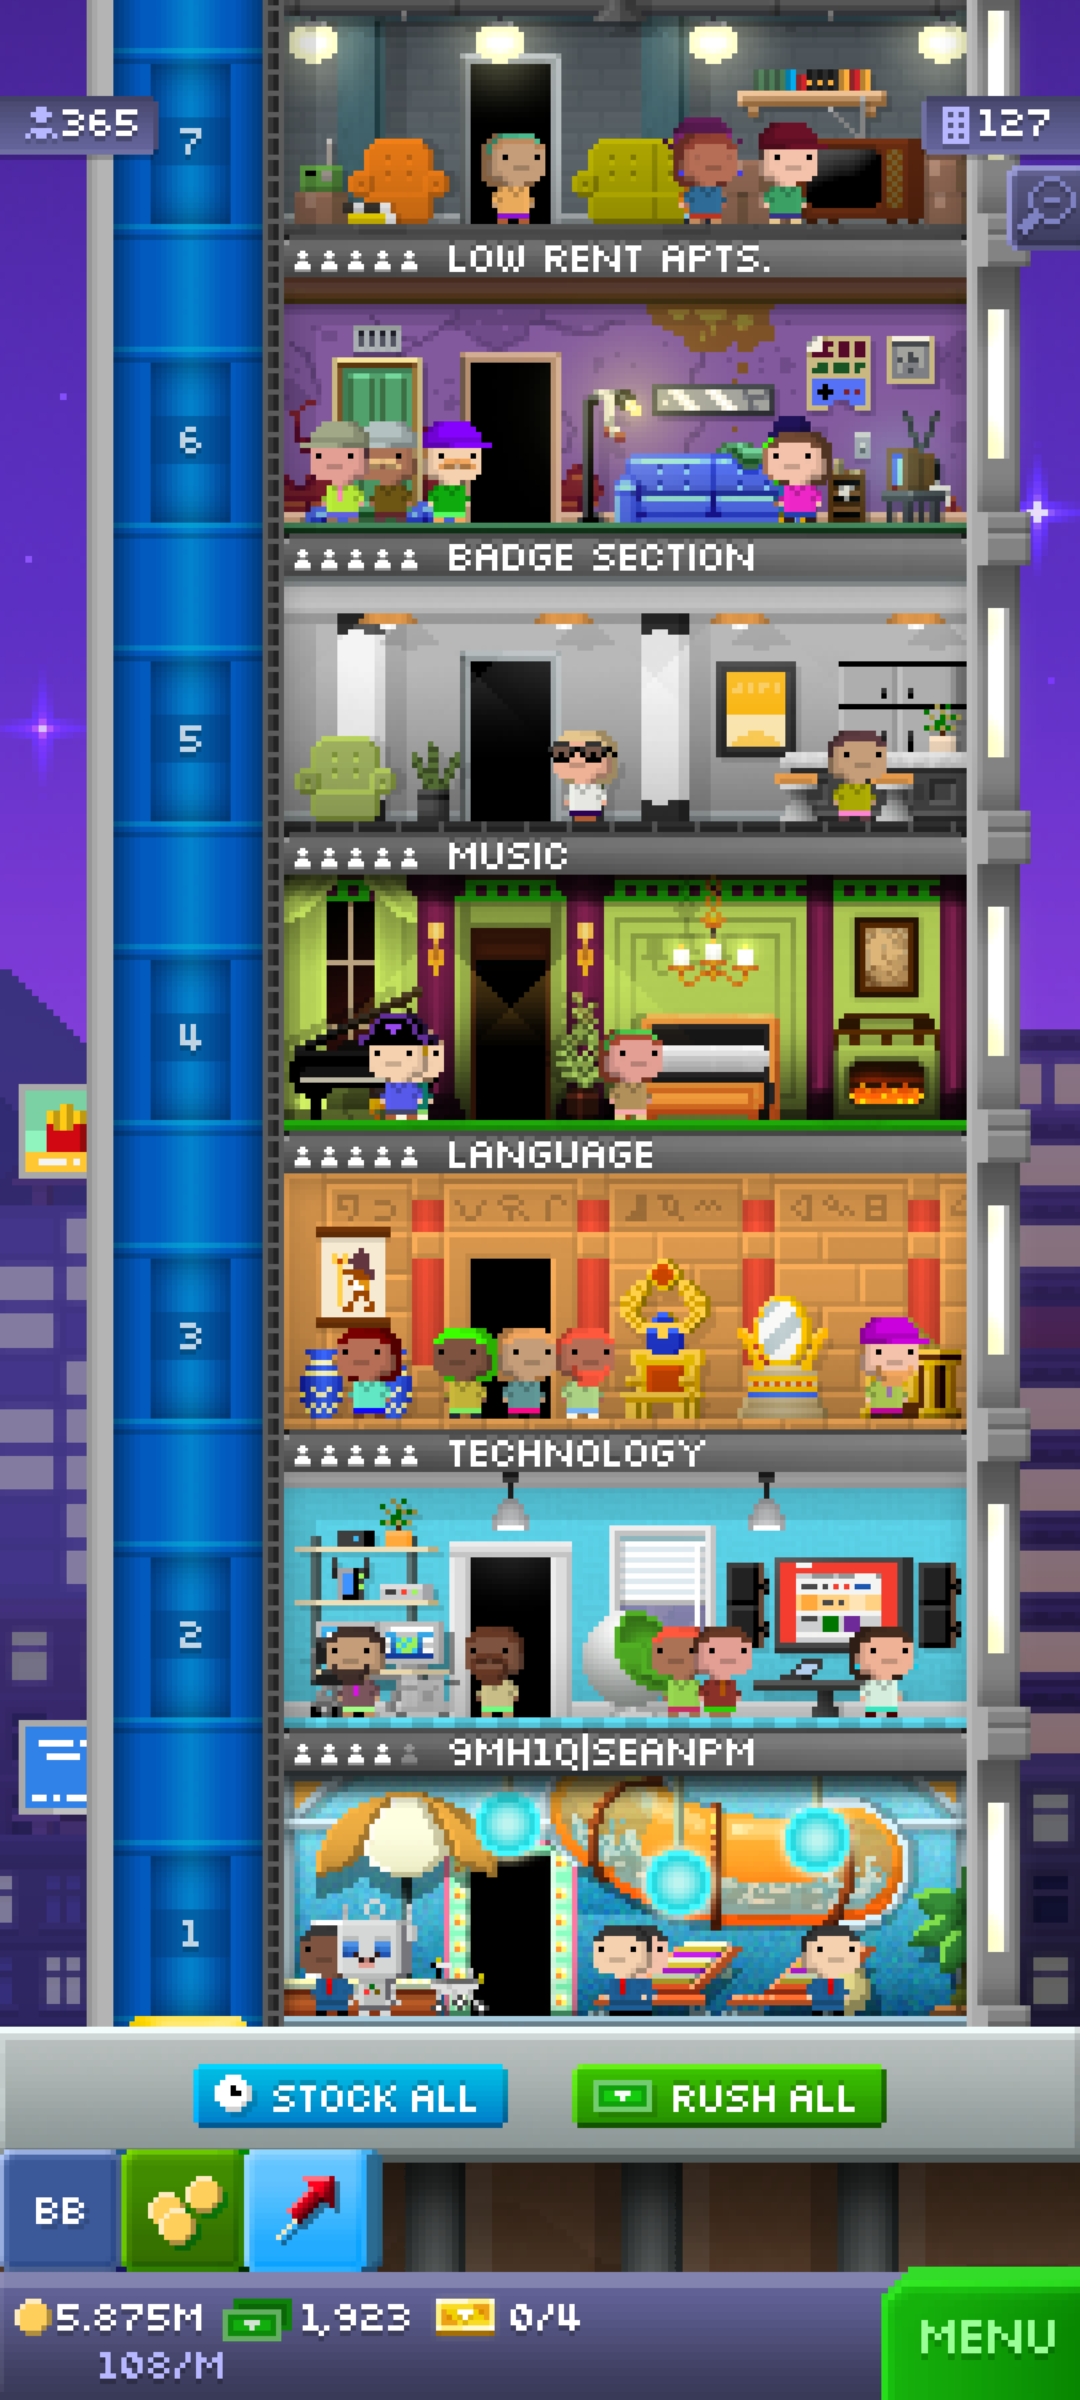 365
127
7
LOW RENT APTS.
6
BADGE SECTION
5
MUSIC
4
LANGUAGE
3
TECHNOLOGY
2
9MH1Q|SEANPM
1
STOCK ALL
RUSH ALL
BB
5.875M
1,923
0/4
108/M
MENU